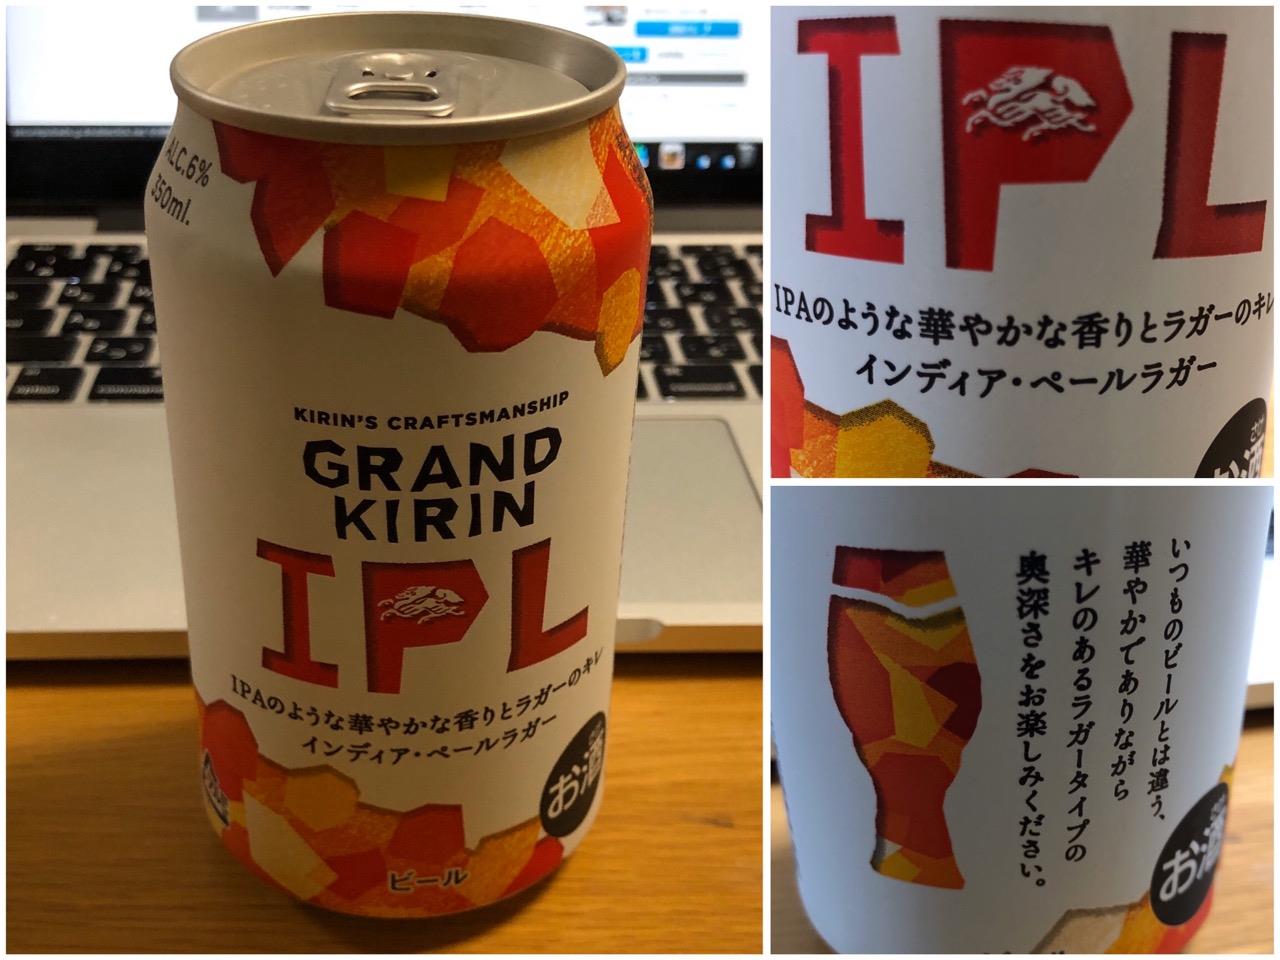 ALC.6%
350ml.
KIRIN'S CRAFTSMANSHIP
GRAND
KIRIN
IPL
IPAのような華やかな香りとラガーのキレ
インディア・ペールラガー
お酒
ビール
IPL
IPAのような華やかな香りとラガーのキレ
インディア・ペールラガー
お酒
いつものビールとは違う、
華やかでありながら
キレのあるラガータイプの
奥深さをお楽しみください。
お酒